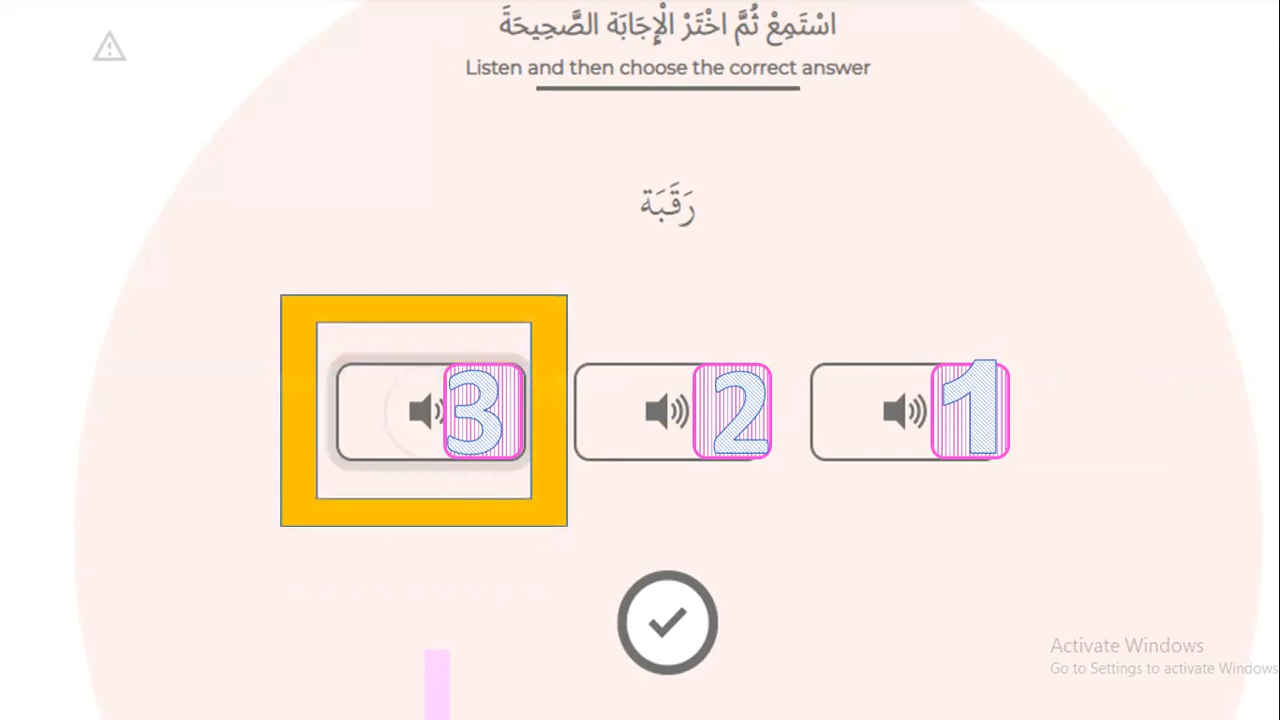 اسْتَمِعْ ثُمَّ اخْتَرْ الْإِجَابَة الصَّحِيحَةَ
Listen and then choose the correct answer
رَقَبَة
3 2 1
Activate Windows
Go to Settings to activate Windows